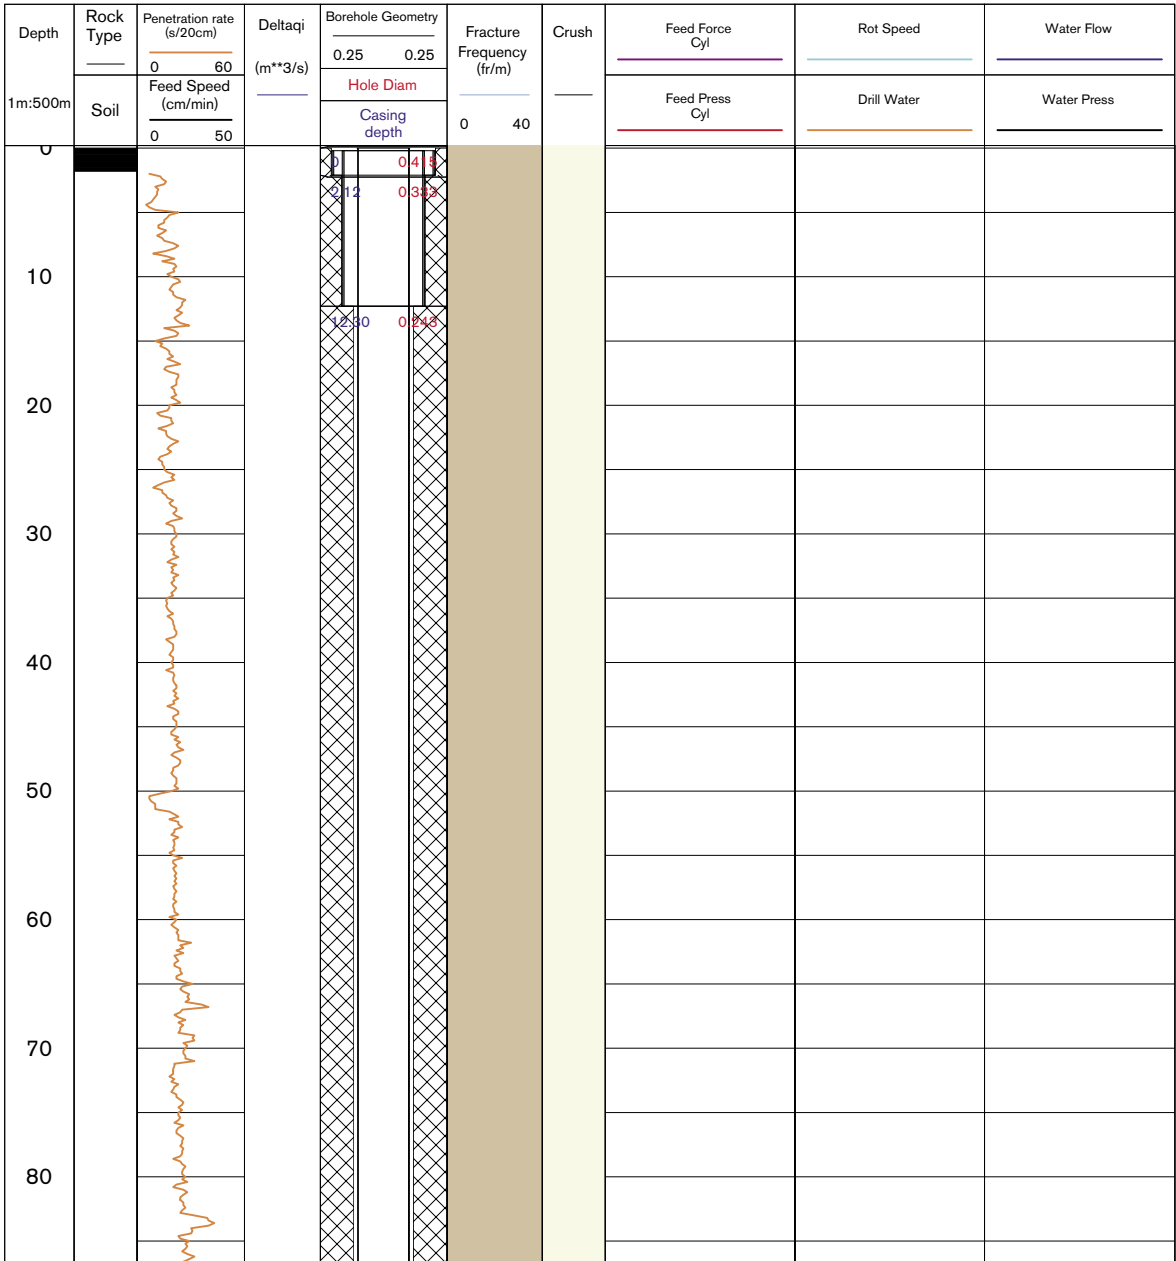 Depth
1m:500m
Rock
Type
Soil
Penetration rate
(s/20cm)
0 60
Feed Speed
(cm/min)
0 50
Deltaqi
(m**3/s)
Borehole Geometry
0.25 0.25
Hole Diam
Casing
depth
Fracture
Frequency
(fr/m)
0 40
Crush
Feed Force
Cyl
Feed Press
Cyl
Rot Speed
Drill Water
Water Flow
Water Press
0
0 0.415
2.12 0.333
10
12.30 0.243
20
30
40
50
60
70
80